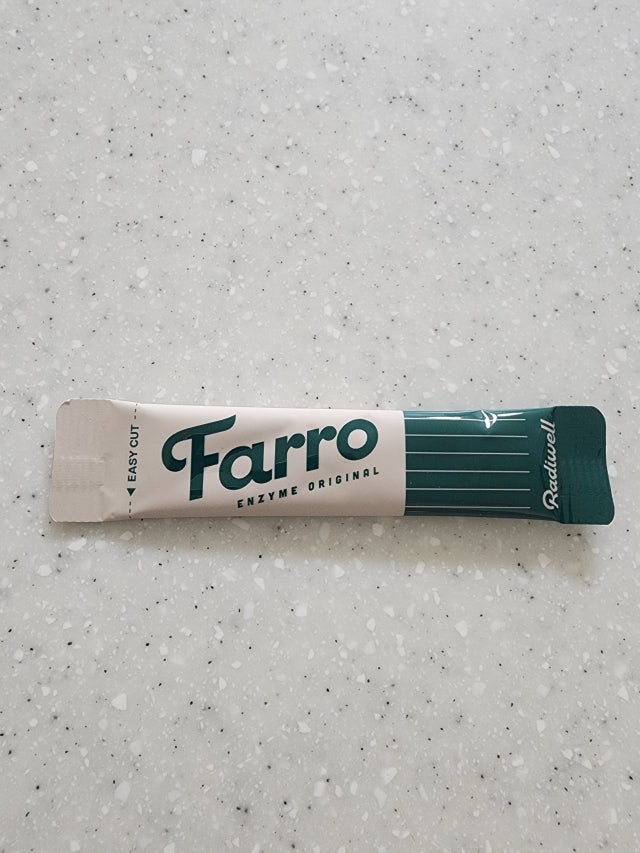 EASY CUT
Farro
ENZYME ORIGINAL
Radiwell